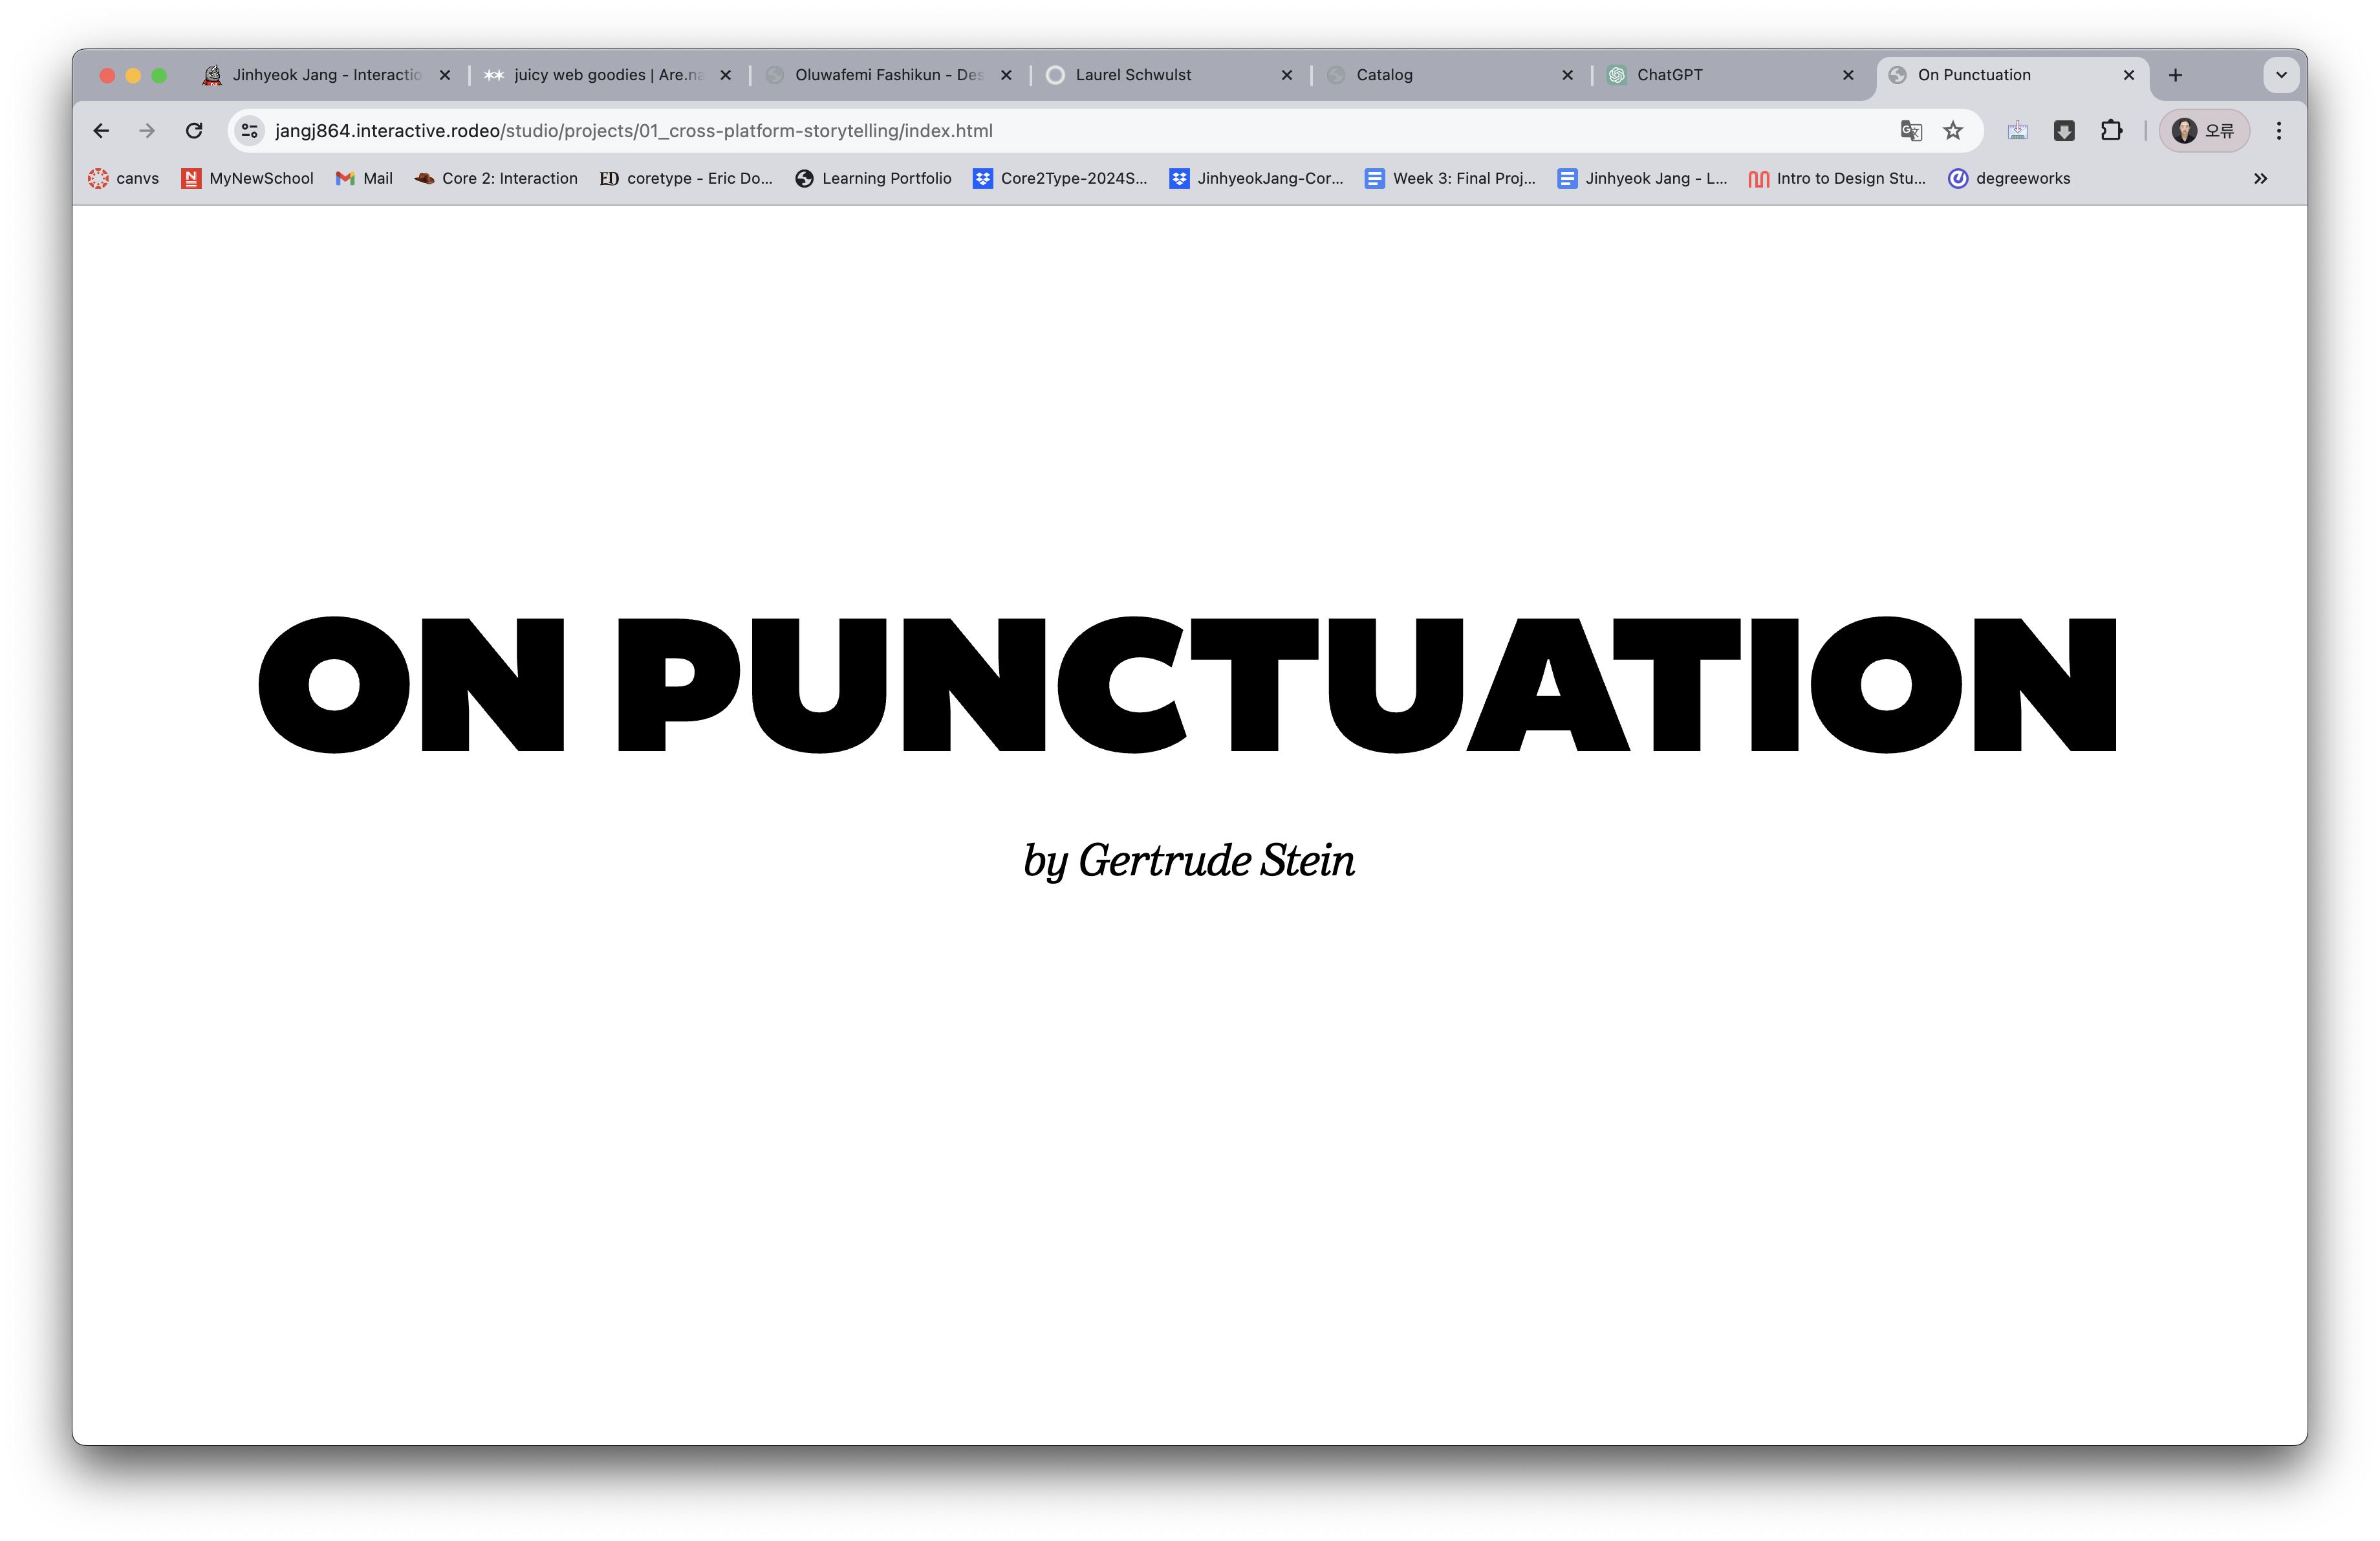 Jinhyeok Jang - Interactio
juicy web goodies | Are.na
Oluwafemi Fashikun - Des
Laurel Schwulst
Catalog
ChatGPT
On Punctuation
jangj864.interactive.rodeo/studio/projects/01_cross-platform-storytelling/index.html
오류
canvs
MyNewSchool
Mail
Core 2: Interaction
coretype - Eric Do...
Learning Portfolio
Core2Type-2024S...
JinhyeokJang-Cor...
Week 3: Final Proj...
Jinhyeok Jang - L...
Intro to Design Stu...
degreeworks
ON PUNCTUATION
by Gertrude Stein